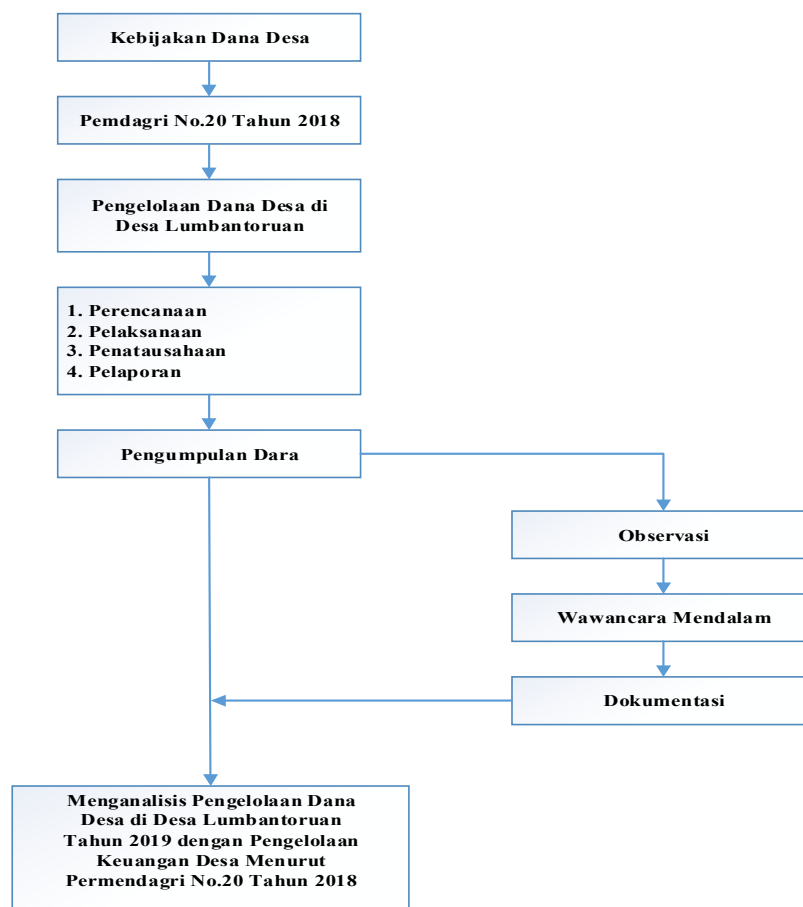 Kebijakan Dana Desa
Pemdagri No.20 Tahun 2018
Pengelolaan Dana Desa di
Desa Lumbantoruan
1. Perencanaan
2. Pelaksanaan
3. Penatausahaan
4. Pelaporan
Pengumpulan Dara
Observasi
Wawancara Mendalam
Dokumentasi
Menganalisis Pengelolaan Dana
Desa di Desa Lumbantoruan
Tahun 2019 dengan Pengelolaan
Keuangan Desa Menurut
Permendagri No.20 Tahun 2018